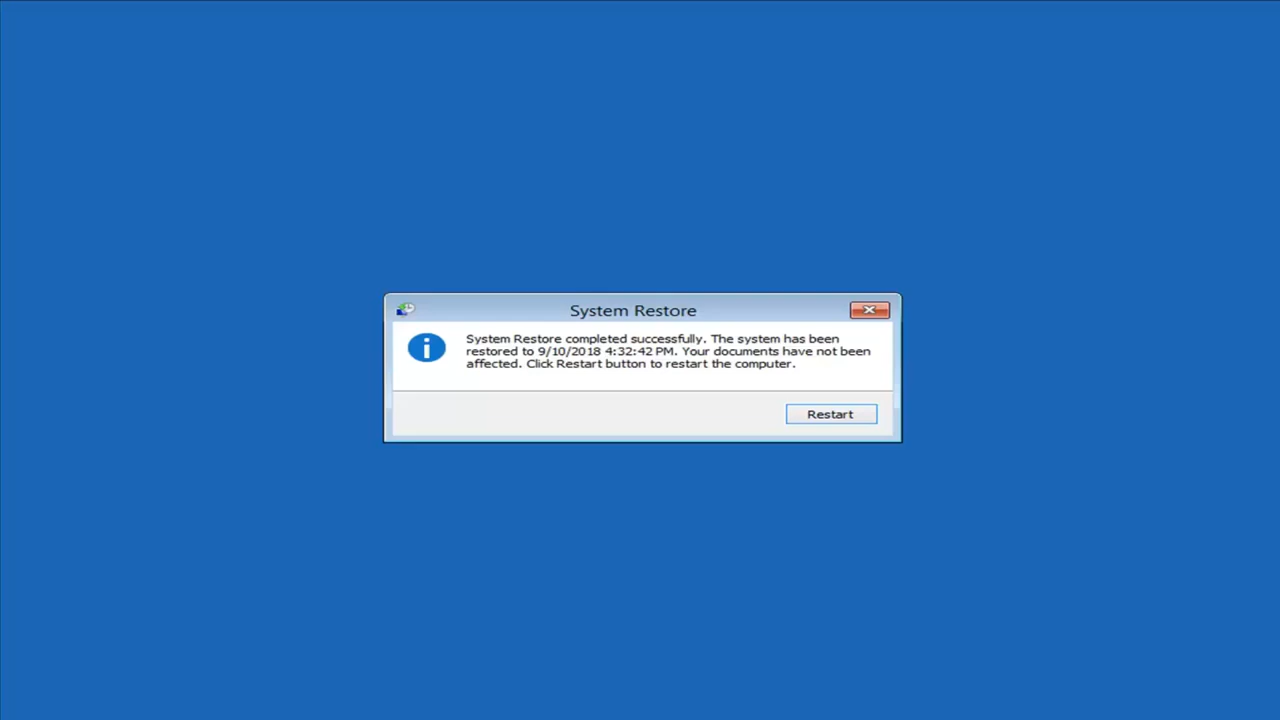 System Restore
System Restore completed successfully. The system has been
restored to 9/10/2018 4:32:42 PM. Your documents have not been
affected. Click Restart button to restart the computer.
Restart